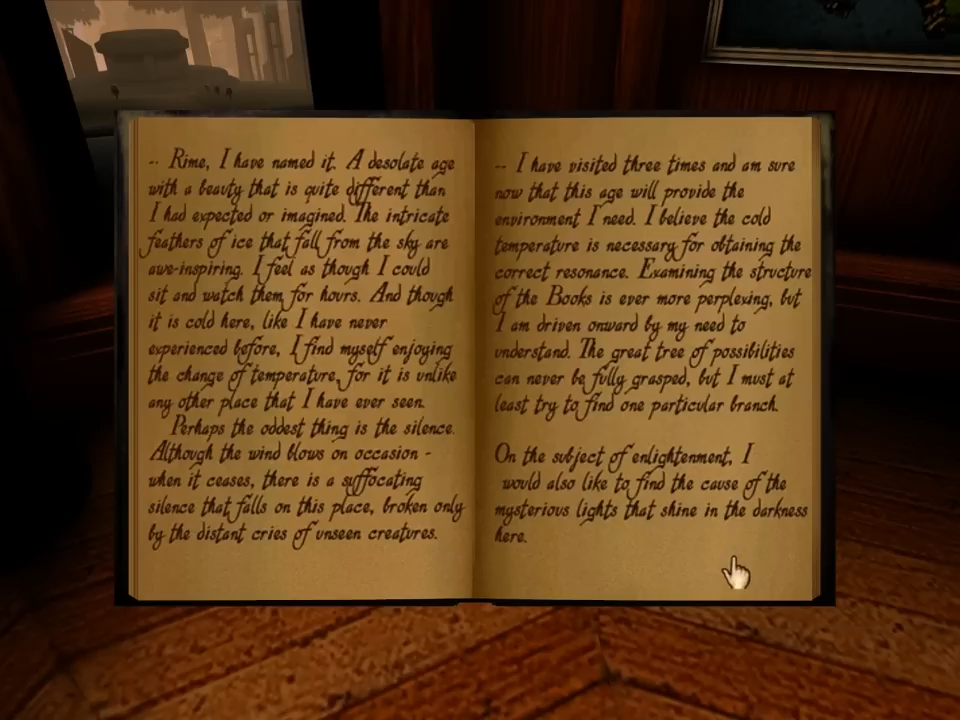 -- Rime, I have named it. A desolate age
with a beauty that is quite different than
I had expected or imagined. The intricate
feathers of ice that fall from the sky are
awe-inspiring. I feel as though I could
sit and watch them for hours. And though
it is cold here, like I have never
experienced before, I find myself enjoying
the change of temperature, for it is unlike
any other place that I have ever seen.
Perhaps the oddest thing is the silence.
Although the wind blows on occasion -
when it ceases, there is a suffocating
silence that falls on this place, broken only
by the distant cries of unseen creatures.
-- I have visited three times and am sure
now that this age will provide the
environment I need. I believe the cold
temperature is necessary for obtaining the
correct resonance. Examining the structure
of the Books is ever more perplexing, but
I am driven onward by my need to
understand. The great tree of possibilities
can never be fully grasped, but I must at
least try to find one particular branch.
On the subject of enlightenment, I
would also like to find the cause of the
mysterious lights that shine in the darkness
here.